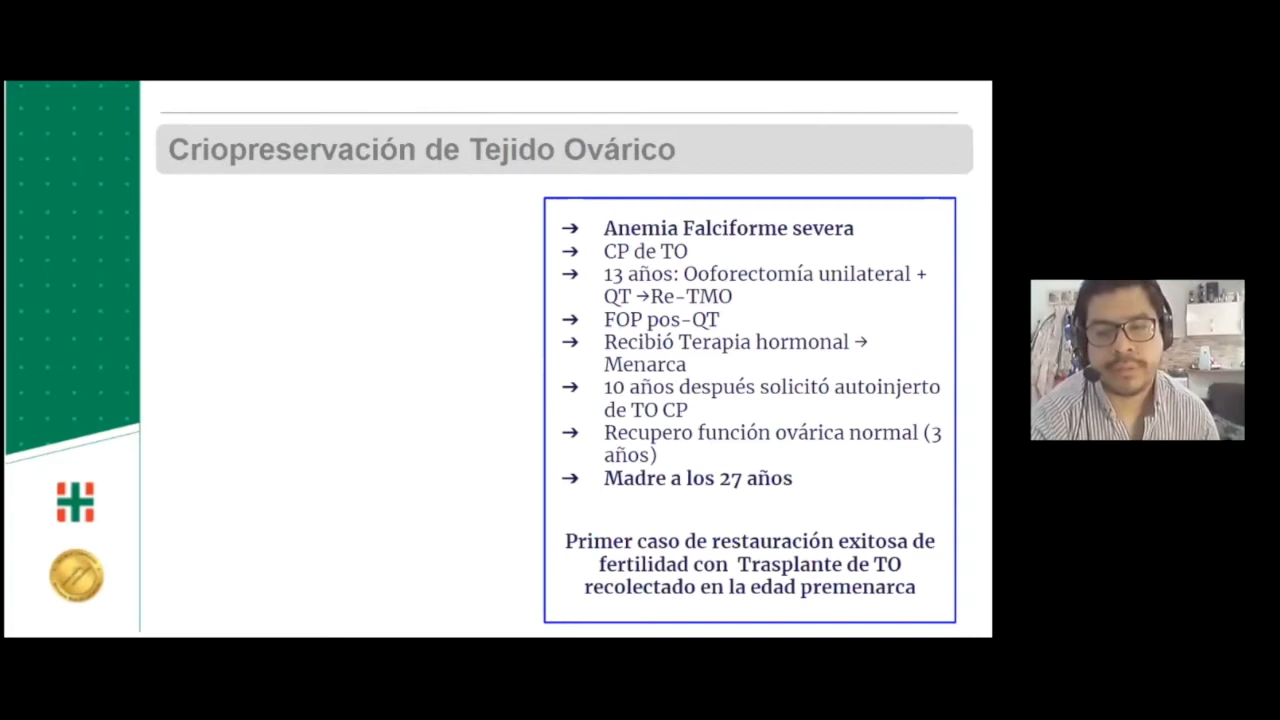 Criopreservación de Tejido Ovárico
➔ Anemia Falciforme severa
➔ CP de TO
➔ 13 años: Ooforectomía unilateral +
QT →Re-TMO
➔ FOP pos-QT
➔ Recibió Terapia hormonal →
Menarca
➔ 10 años después solicitó autoinjerto
de TO CP
➔ Recupero función ovárica normal (3
años)
➔ Madre a los 27 años
Primer caso de restauración exitosa de
fertilidad con Trasplante de TO
recolectado en la edad premenarca